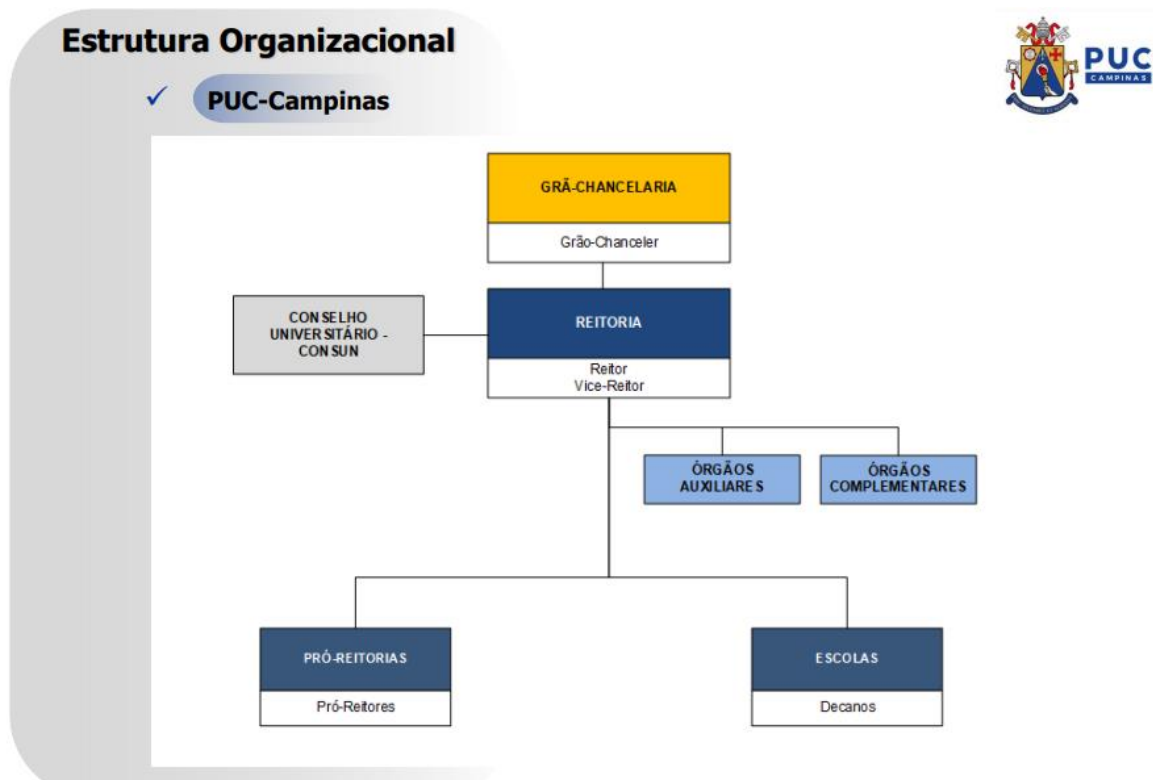 Estrutura Organizacional
✓ PUC-Campinas
PUC
CAMPINAS
GRÃ-CHANCELARIA
Grão-Chanceler
CONSELHO
UNIVERSITÁRIO -
CONSUN
REITORIA
Reitor
Vice-Reitor
ÓRGÃOS
AUXILIARES
ÓRGÃOS
COMPLEMENTARES
PRÓ-REITORIAS
Pró-Reitores
ESCOLAS
Decanos